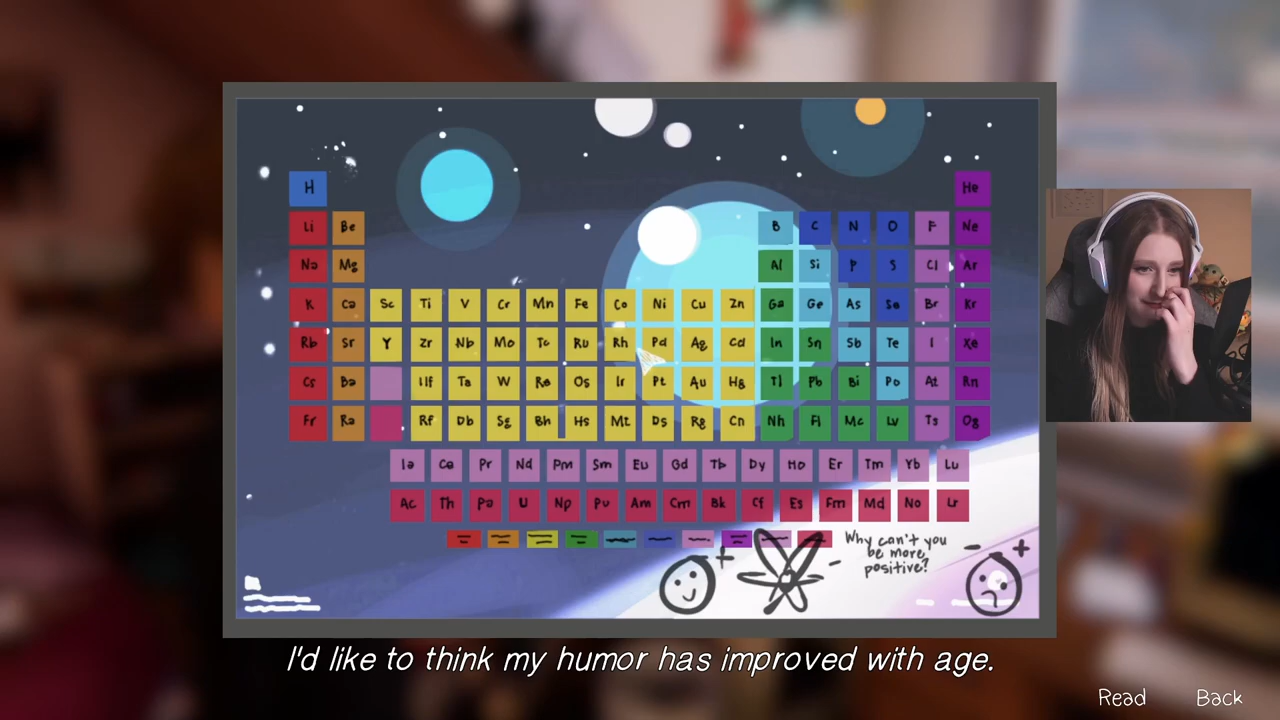 H He
Li Be B C N O F Ne
Na Mg Al Si P S Cl Ar
K Ca Sc Ti V Cr Mn Fe Co Ni Cu Zn Ga Ge As Se Br Kr
Rb Sr Y Zr Nb Mo Tc Ru Rh Pd Ag Cd In Sn Sb Te I Xe
Cs Ba Hf Ta W Re Os Ir Pt Au Hg Tl Pb Bi Po At Rn
Fr Ra Rf Db Sg Bh Hs Mt Ds Rg Cn Nh Fl Mc Lv Ts Og
La Ce Pr Nd Pm Sm Eu Gd Tb Dy Ho Er Tm Yb Lu
Ac Th Pa U Np Pu Am Cm Bk Cf Es Fm Md No Lr
Why can't you
be more
positive?
+ - - +
I'd like to think my humor has improved with age.
Read Back